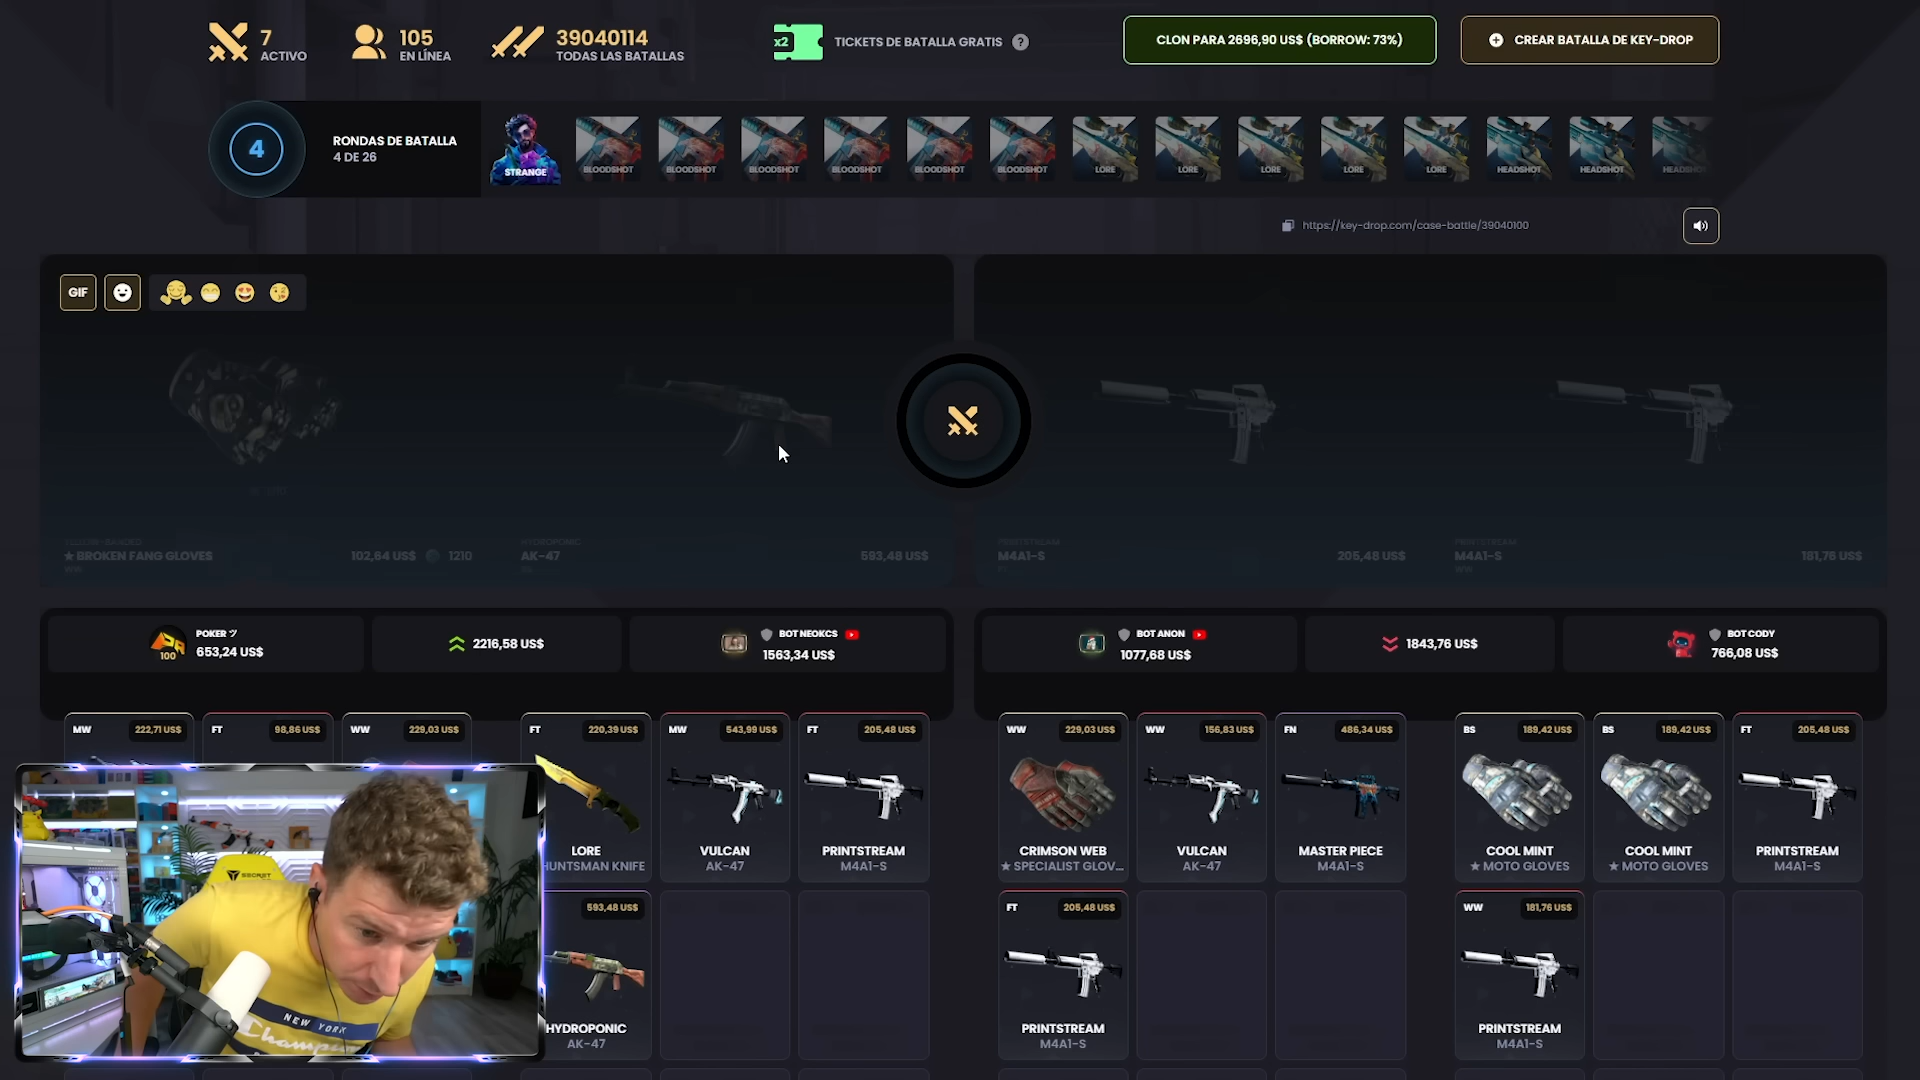 7
ACTIVO
105
EN LÍNEA
39040114
TODAS LAS BATALLAS
x2
TICKETS DE BATALLA GRATIS ?
CLON PARA 2696,90 US$ (BORROW: 73%)
CREAR BATALLA DE KEY-DROP
4
RONDAS DE BATALLA
4 DE 26
STRANGE
BLOODSHOT
BLOODSHOT
BLOODSHOT
BLOODSHOT
BLOODSHOT
BLOODSHOT
LORE
LORE
LORE
LORE
LORE
HEADSHOT
HEADSHOT
HEADSHOT
https://key-drop.com/case-battle/39040100
GIF
YELLOW-BANDED
★ BROKEN FANG GLOVES
102,64 US$
1210
WW
HYDROPONIC
AK-47
593,48 US$
PRINTSTREAM
M4A1-S
205,48 US$
FT
PRINTSTREAM
M4A1-S
181,76 US$
WW
100
POKER ツ
653,24 US$
2216,58 US$
BOT NEOKCS
1563,34 US$
BOT ANON
1077,68 US$
1843,76 US$
BOT CODY
766,08 US$
MW
222,71 US$
FT
98,86 US$
WW
229,03 US$
FT
220,39 US$
LORE
HUNTSMAN KNIFE
MW
543,99 US$
VULCAN
AK-47
FT
205,48 US$
PRINTSTREAM
M4A1-S
WW
229,03 US$
CRIMSON WEB
★ SPECIALIST GLOV...
WW
156,83 US$
VULCAN
AK-47
FN
486,34 US$
MASTER PIECE
M4A1-S
BS
189,42 US$
COOL MINT
★ MOTO GLOVES
BS
189,42 US$
COOL MINT
★ MOTO GLOVES
FT
205,48 US$
PRINTSTREAM
M4A1-S
593,48 US$
HYDROPONIC
AK-47
FT
205,48 US$
PRINTSTREAM
M4A1-S
WW
181,76 US$
PRINTSTREAM
M4A1-S
NEW YORK